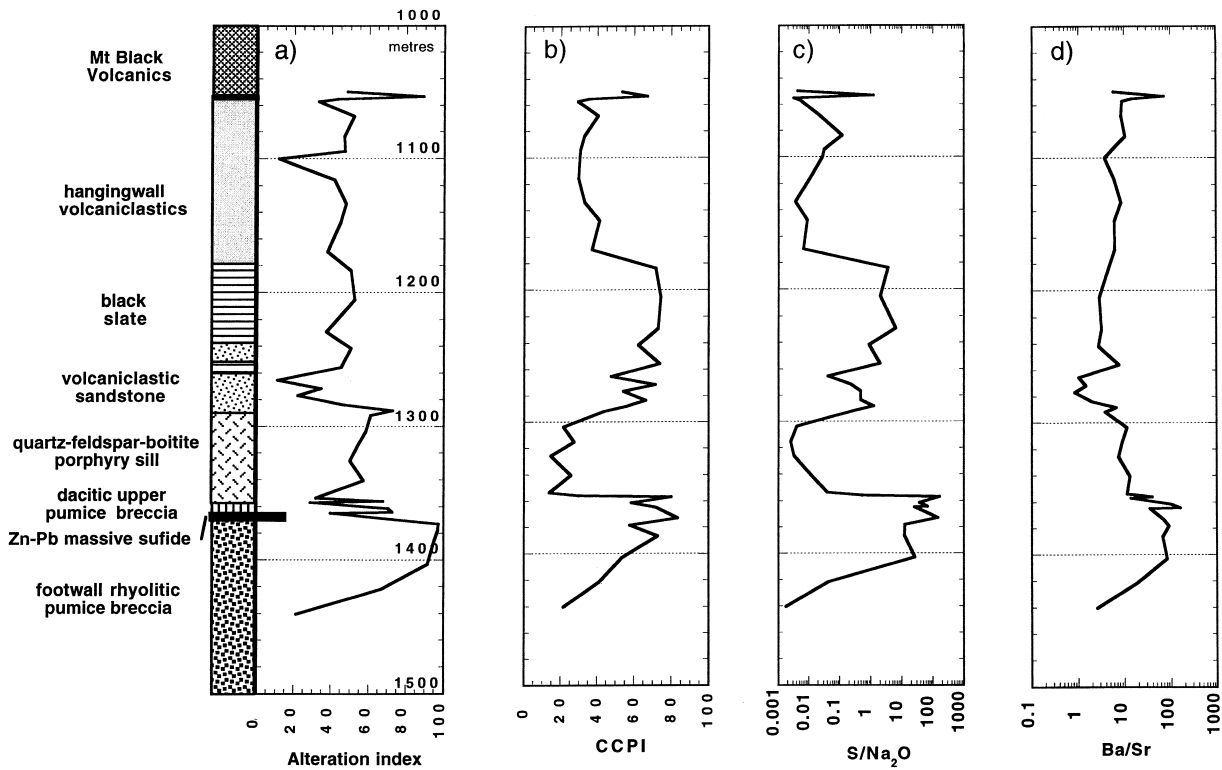 1000
a)
metres
b)
c)
d)
Mt Black
Volcanics
1100
hangingwall
volcaniclastics
1200
black
slate
volcaniclastic
sandstone
1300
quartz-feldspar-boitite
porphyry sill
dacitic upper
pumice breccia
Zn-Pb massive sufide
1400
footwall rhyolitic
pumice breccia
1500
0 20 40 60 80 100
Alteration index
0 20 40 60 80 100
CCPI
0.001 0.01 0.1 1 10 100 1000
S/Na2O
0.1 1 10 100 1000
Ba/Sr